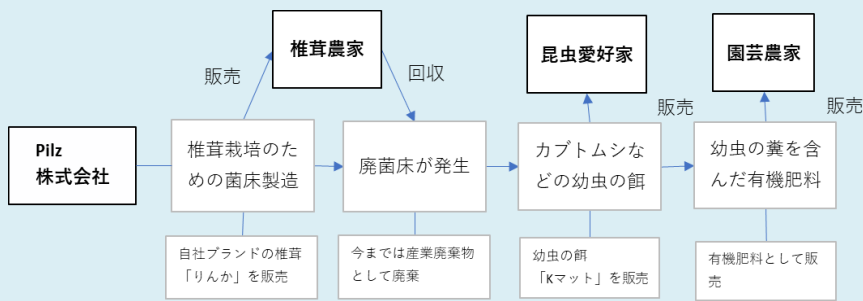 椎茸農家
昆虫愛好家
園芸農家
販売
回収
販売
販売
Pilz
株式会社
椎茸栽培のた
めの菌床製造
廃菌床が発生
カブトムシな
どの幼虫の餌
幼虫の糞を含
んだ有機肥料
自社ブランドの椎茸
「りんか」を販売
今までは産業廃棄物
として廃棄
幼虫の餌
「Kマット」を販売
有機肥料として販
売